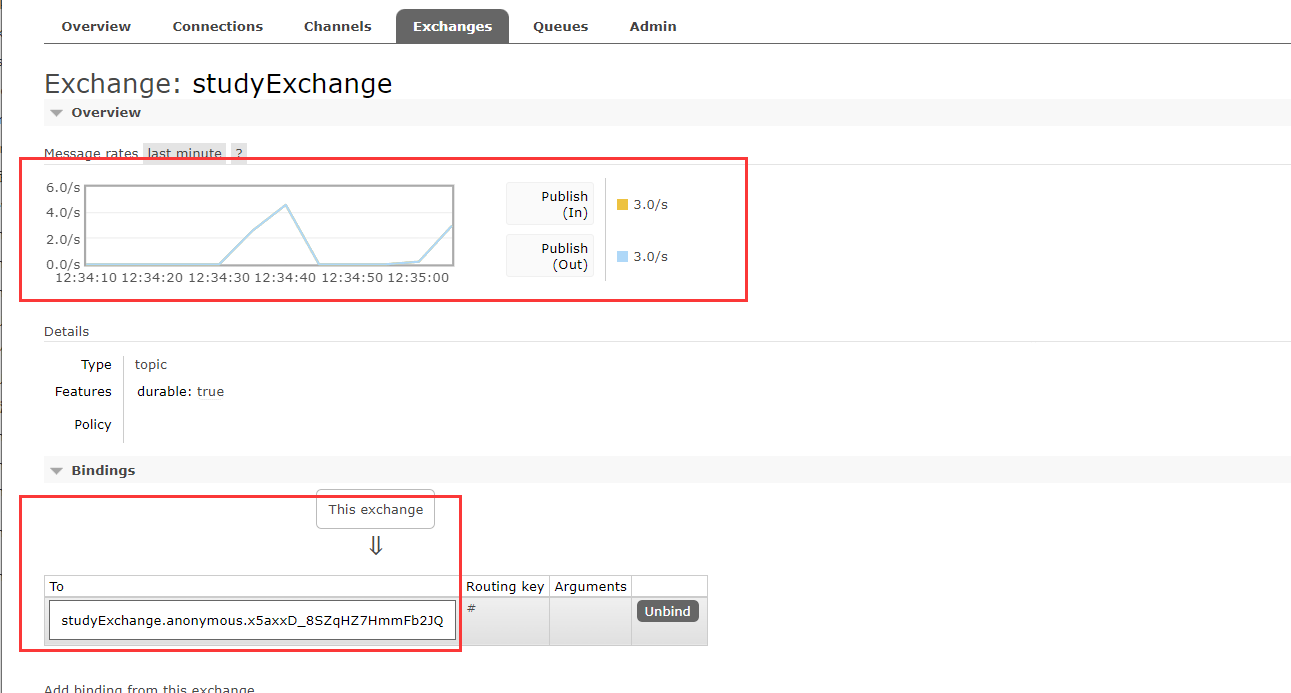 Overview Connections Channels Exchanges Queues Admin
Exchange: studyExchange
Overview
Message rates last minute ?
6.0/s
4.0/s
2.0/s
0.0/s
12:34:10 12:34:20 12:34:30 12:34:40 12:34:50 12:35:00
Publish
(In)
3.0/s
Publish
(Out)
3.0/s
Details
Type topic
Features durable: true
Policy
Bindings
This exchange
⇓
To Routing key Arguments
studyExchange.anonymous.x5axxD_8SZqHZ7HmmFb2JQ # Unbind
Add binding from this exchange